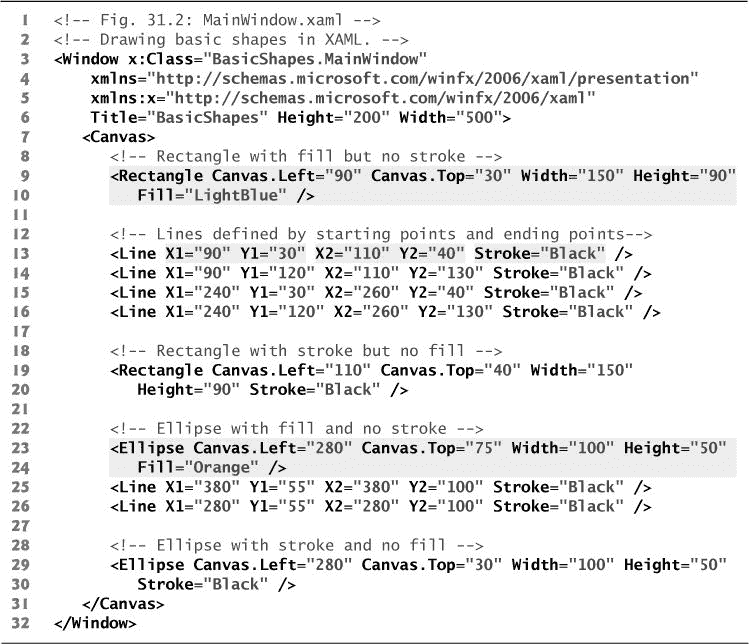 1 <!-- Fig. 31.2: MainWindow.xaml -->
2 <!-- Drawing basic shapes in XAML. -->
3 <Window x:Class="BasicShapes.MainWindow"
4 xmlns="http://schemas.microsoft.com/winfx/2006/xaml/presentation"
5 xmlns:x="http://schemas.microsoft.com/winfx/2006/xaml"
6 Title="BasicShapes" Height="200" Width="500">
7 <Canvas>
8 <!-- Rectangle with fill but no stroke -->
9 <Rectangle Canvas.Left="90" Canvas.Top="30" Width="150" Height="90"
10 Fill="LightBlue" />
11
12 <!-- Lines defined by starting points and ending points-->
13 <Line X1="90" Y1="30" X2="110" Y2="40" Stroke="Black" />
14 <Line X1="90" Y1="120" X2="110" Y2="130" Stroke="Black" />
15 <Line X1="240" Y1="30" X2="260" Y2="40" Stroke="Black" />
16 <Line X1="240" Y1="120" X2="260" Y2="130" Stroke="Black" />
17
18 <!-- Rectangle with stroke but no fill -->
19 <Rectangle Canvas.Left="110" Canvas.Top="40" Width="150"
20 Height="90" Stroke="Black" />
21
22 <!-- Ellipse with fill and no stroke -->
23 <Ellipse Canvas.Left="280" Canvas.Top="75" Width="100" Height="50"
24 Fill="Orange" />
25 <Line X1="380" Y1="55" X2="380" Y2="100" Stroke="Black" />
26 <Line X1="280" Y1="55" X2="280" Y2="100" Stroke="Black" />
27
28 <!-- Ellipse with stroke and no fill -->
29 <Ellipse Canvas.Left="280" Canvas.Top="30" Width="100" Height="50"
30 Stroke="Black" />
31 </Canvas>
32 </Window>